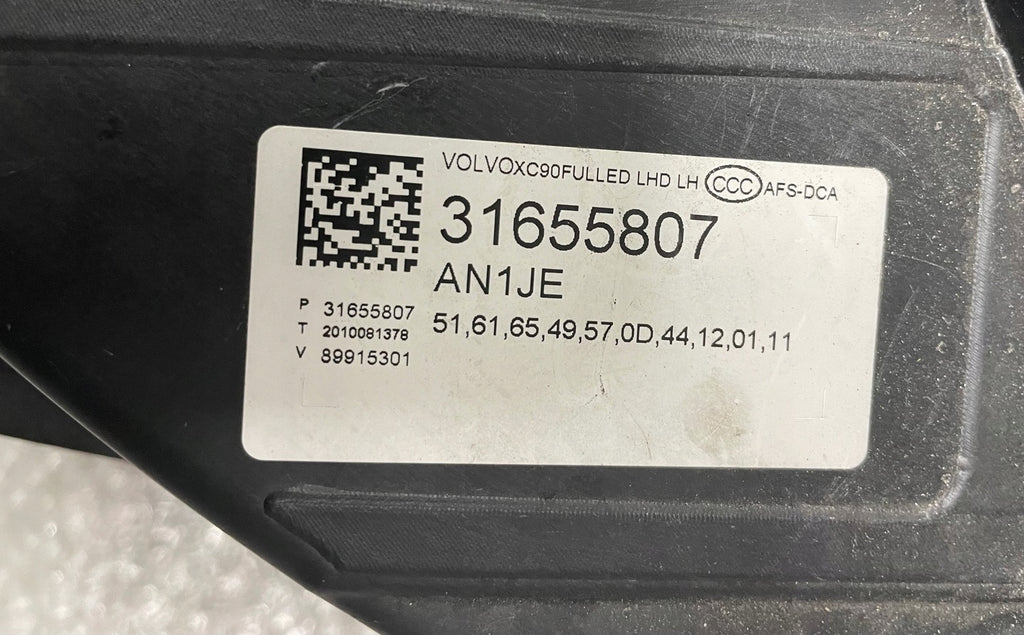 VOLVOXC90FULLED LHD LH CCC AFS-DCA
31655807
AN1JE
51,61,65,49,57,0D,44,12,01,11
P 31655807
T 2010081378
V 89915301